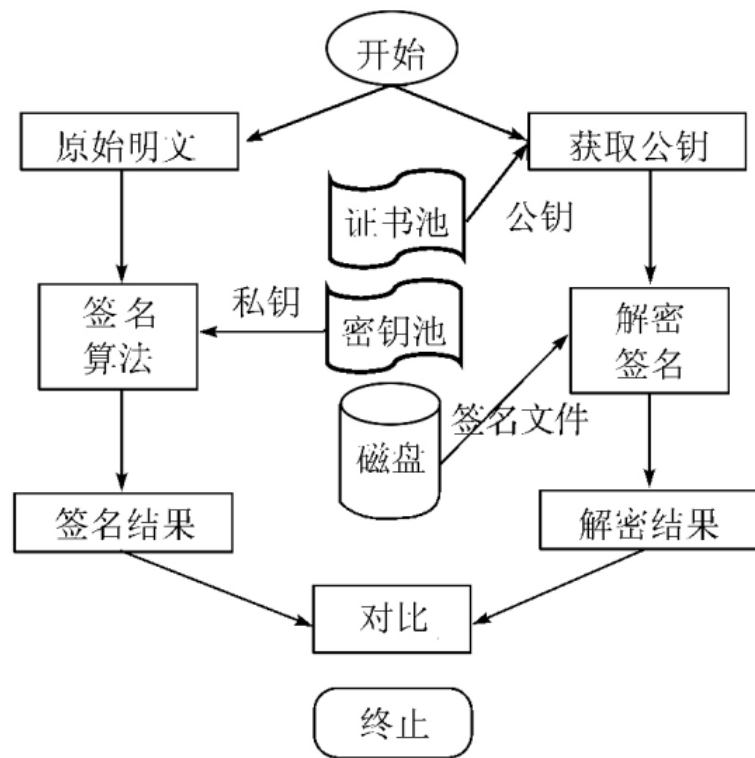 开始
原始明文
获取公钥
证书池
公钥
签名
算法
私钥
密钥池
解密
签名
签名文件
磁盘
签名结果
解密结果
对比
终止